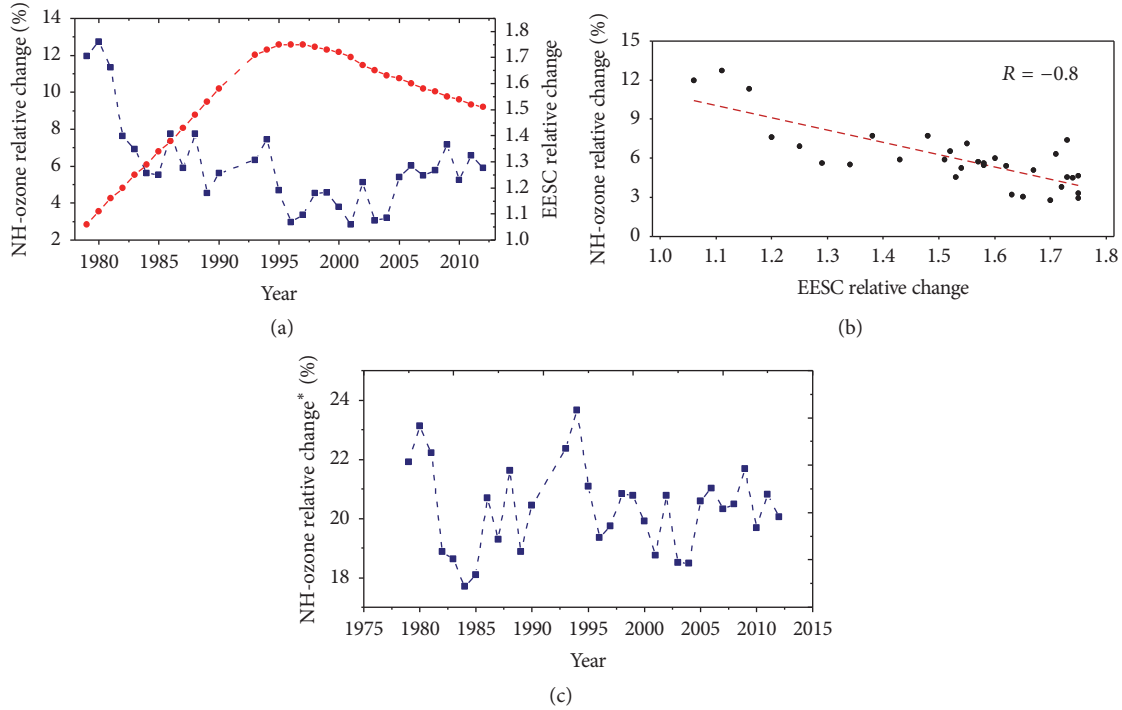 NH-ozone relative change (%)
14
12
10
8
6
4
2
1.8
1.7
1.6
1.5
1.4
1.3
1.2
1.1
1.0
EESC relative change
1980 1985 1990 1995 2000 2005 2010
Year
(a)
NH-ozone relative change (%)
15
12
9
6
3
0
R = −0.8
1.0 1.1 1.2 1.3 1.4 1.5 1.6 1.7 1.8
EESC relative change
(b)
NH-ozone relative change* (%)
24
22
20
18
1975 1980 1985 1990 1995 2000 2005 2010 2015
Year
(c)